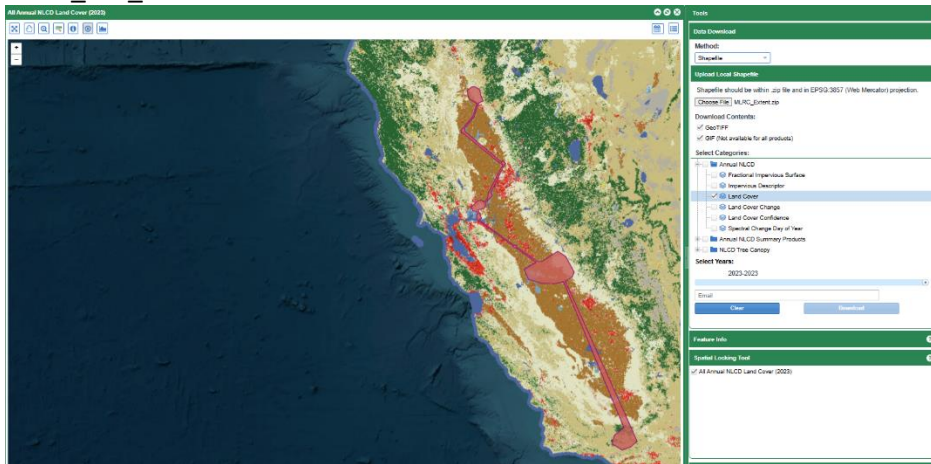 All Annual NLCD Land Cover (2023)
+
−
Tools
Data Download
Method:
Shapefile
Upload Local Shapefile
Shapefile should be within .zip file and in EPSG:3857 (Web Mercator) projection.
Choose File MLRC_Extent.zip
Download Contents:
GeoTIFF
GIF (Not available for all products)
Select Categories:
Annual NLCD
Fractional Impervious Surface
Impervious Descriptor
Land Cover
Land Cover Change
Land Cover Confidence
Spectral Change Day of Year
Annual NLCD Summary Products
NLCD Tree Canopy
Select Years:
2023-2023
Email
Clear Download
Feature Info
Spatial Locking Tool
All Annual NLCD Land Cover (2023)